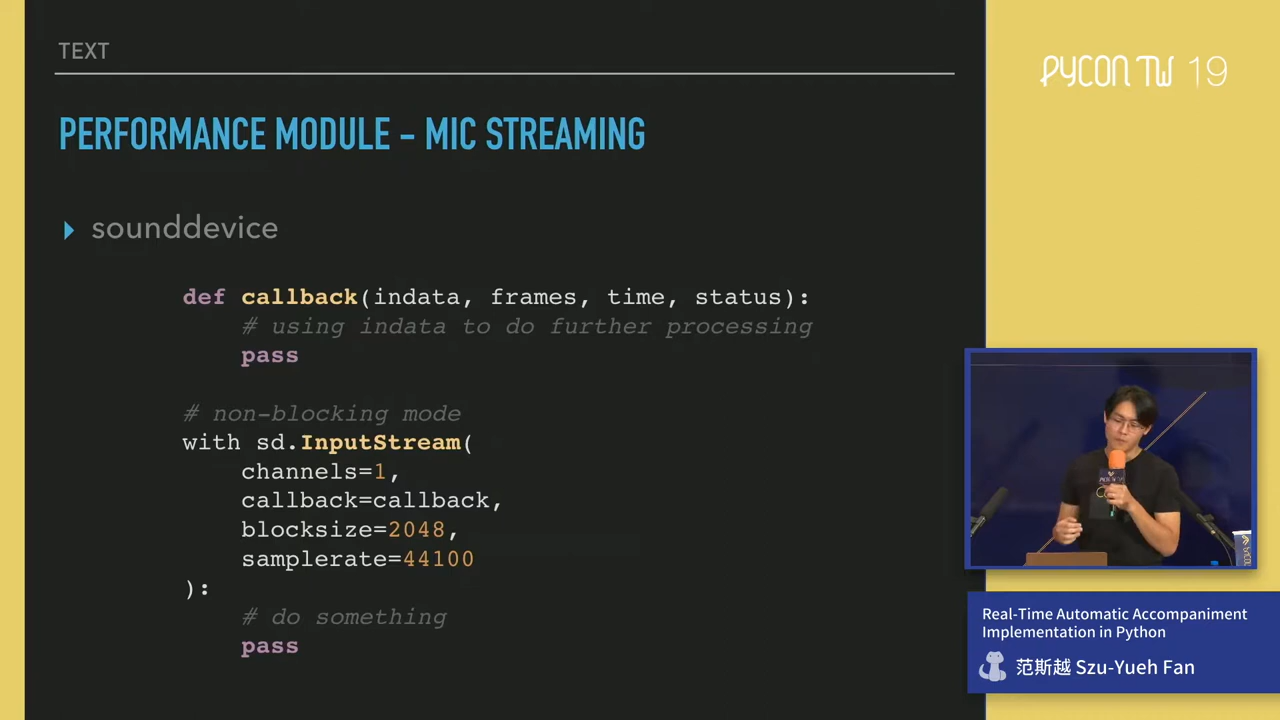 TEXT
PERFORMANCE MODULE - MIC STREAMING
sounddevice
def callback(indata, frames, time, status):
# using indata to do further processing
pass
# non-blocking mode
with sd.InputStream(
channels=1,
callback=callback,
blocksize=2048,
samplerate=44100
):
# do something
pass
PYCON TW 19
Real-Time Automatic Accompaniment
Implementation in Python
范斯越 Szu-Yueh Fan